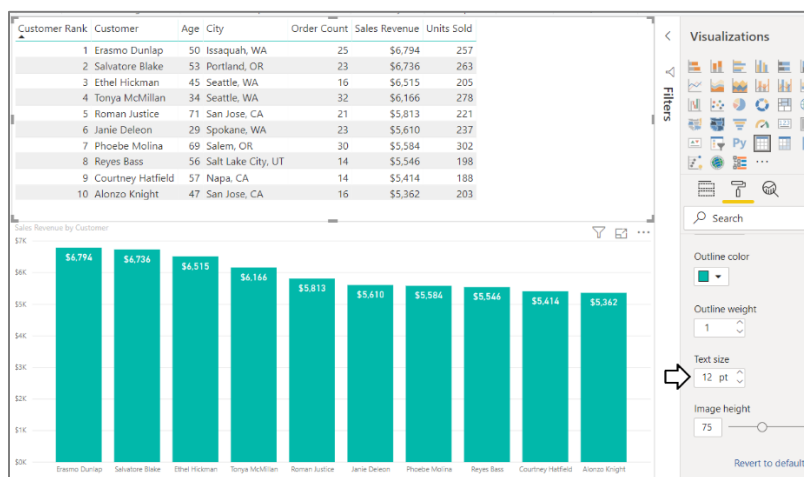 Customer Rank Customer Age City Order Count Sales Revenue Units Sold
1 Erasmo Dunlap 50 Issaquah, WA 25 $6,794 257
2 Salvatore Blake 53 Portland, OR 23 $6,736 263
3 Ethel Hickman 45 Seattle, WA 16 $6,515 205
4 Tonya McMillan 34 Seattle, WA 32 $6,166 278
5 Roman Justice 71 San Jose, CA 21 $5,813 221
6 Janie Deleon 29 Spokane, WA 23 $5,610 237
7 Phoebe Molina 69 Salem, OR 30 $5,584 302
8 Reyes Bass 56 Salt Lake City, UT 14 $5,546 198
9 Courtney Hatfield 57 Napa, CA 14 $5,414 188
10 Alonzo Knight 47 San Jose, CA 16 $5,362 203
Sales Revenue by Customer
$7K
$6K
$5K
$4K
$3K
$2K
$1K
$0K
$6,794 $6,736 $6,515 $6,166 $5,813 $5,610 $5,584 $5,546 $5,414 $5,362
Erasmo Dunlap Salvatore Blake Ethel Hickman Tonya McMillan Roman Justice Janie Deleon Phoebe Molina Reyes Bass Courtney Hatfield Alonzo Knight
Filters
Visualizations
Py
Search
Outline color
Outline weight
1
Text size
12 pt
Image height
75
Revert to default